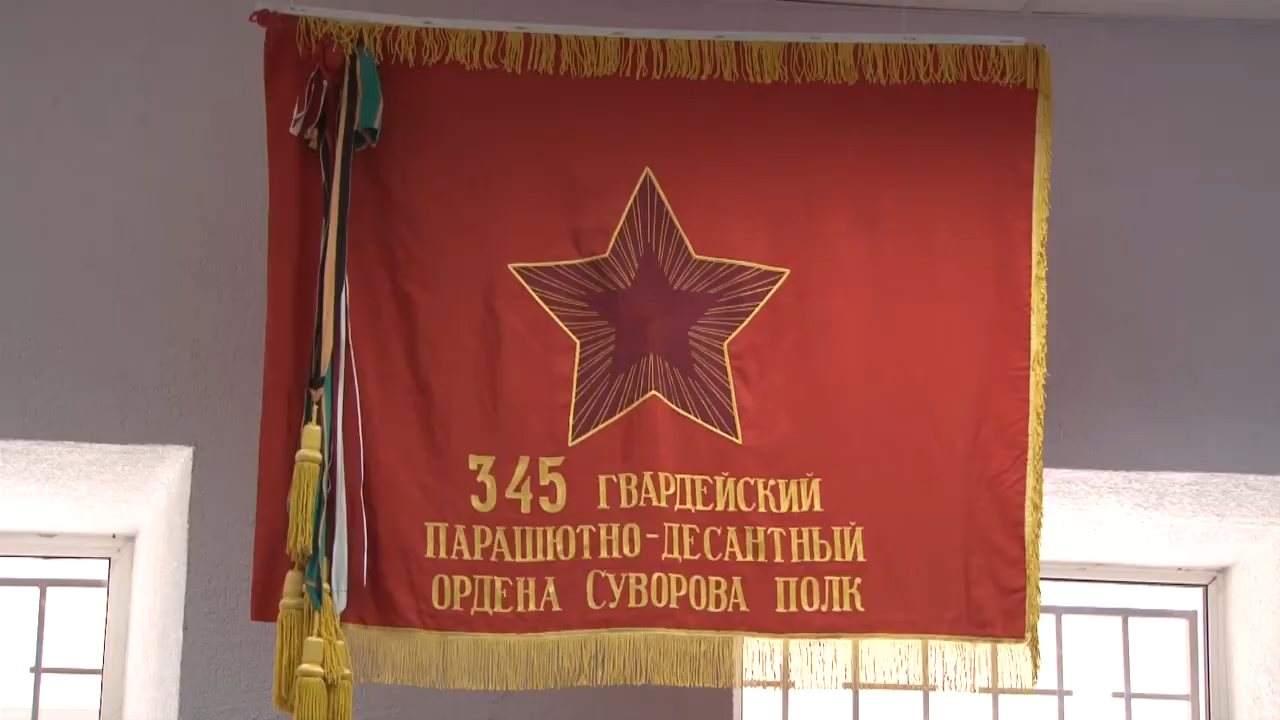 345 ГВАРДЕЙСКИЙ
ПАРАШЮТНО-ДЕСАНТНЫЙ
ОРДЕНА СУВОРОВА ПОЛК